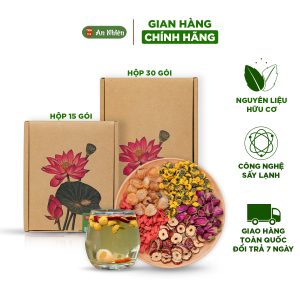 An Nhiên
GIAN HÀNG
CHÍNH HÃNG
HỘP 30 GÓI
HỘP 15 GÓI
NGUYÊN LIỆU
HỮU CƠ
CÔNG NGHỆ
SẤY LẠNH
GIAO HÀNG
TOÀN QUỐC
ĐỔI TRẢ 7 NGÀY